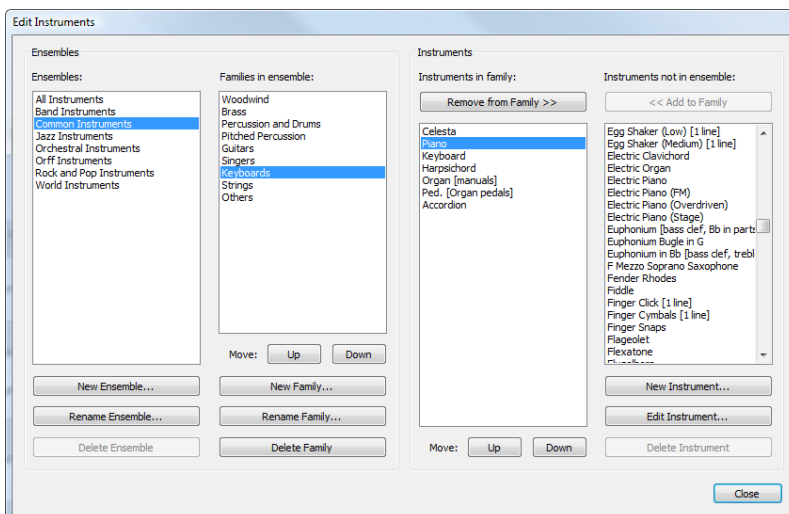 Edit Instruments
Ensembles
Ensembles:
All Instruments
Band Instruments
Common Instruments
Jazz Instruments
Orchestral Instruments
Orff Instruments
Rock and Pop Instruments
World Instruments
New Ensemble...
Rename Ensemble...
Delete Ensemble
Families in ensemble:
Woodwind
Brass
Percussion and Drums
Pitched Percussion
Guitars
Singers
Keyboards
Strings
Others
Move: Up Down
New Family...
Rename Family...
Delete Family
Instruments
Instruments in family:
Remove from Family >>
Celesta
Piano
Keyboard
Harpsichord
Organ [manuals]
Ped. [Organ pedals]
Accordion
Move: Up Down
Instruments not in ensemble:
<< Add to Family
Egg Shaker (Low) [1 line]
Egg Shaker (Medium) [1 line]
Electric Clavichord
Electric Organ
Electric Piano
Electric Piano (FM)
Electric Piano (Overdriven)
Electric Piano (Stage)
Euphonium [bass clef, Bb in parts
Euphonium Bugle in G
Euphonium in Bb [bass clef, trebl
F Mezzo Soprano Saxophone
Fender Rhodes
Fiddle
Finger Click [1 line]
Finger Cymbals [1 line]
Finger Snaps
Flageolet
Flexatone
New Instrument...
Edit Instrument...
Delete Instrument
Close